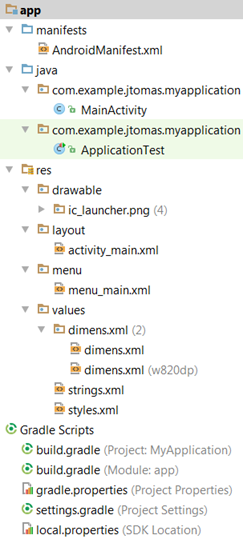 app
manifests
AndroidManifest.xml
java
com.example.jtomas.myapplication
MainActivity
com.example.jtomas.myapplication
ApplicationTest
res
drawable
ic_launcher.png (4)
layout
activity_main.xml
menu
menu_main.xml
values
dimens.xml (2)
dimens.xml
dimens.xml (w820dp)
strings.xml
styles.xml
Gradle Scripts
build.gradle (Project: MyApplication)
build.gradle (Module: app)
gradle.properties (Project Properties)
settings.gradle (Project Settings)
local.properties (SDK Location)